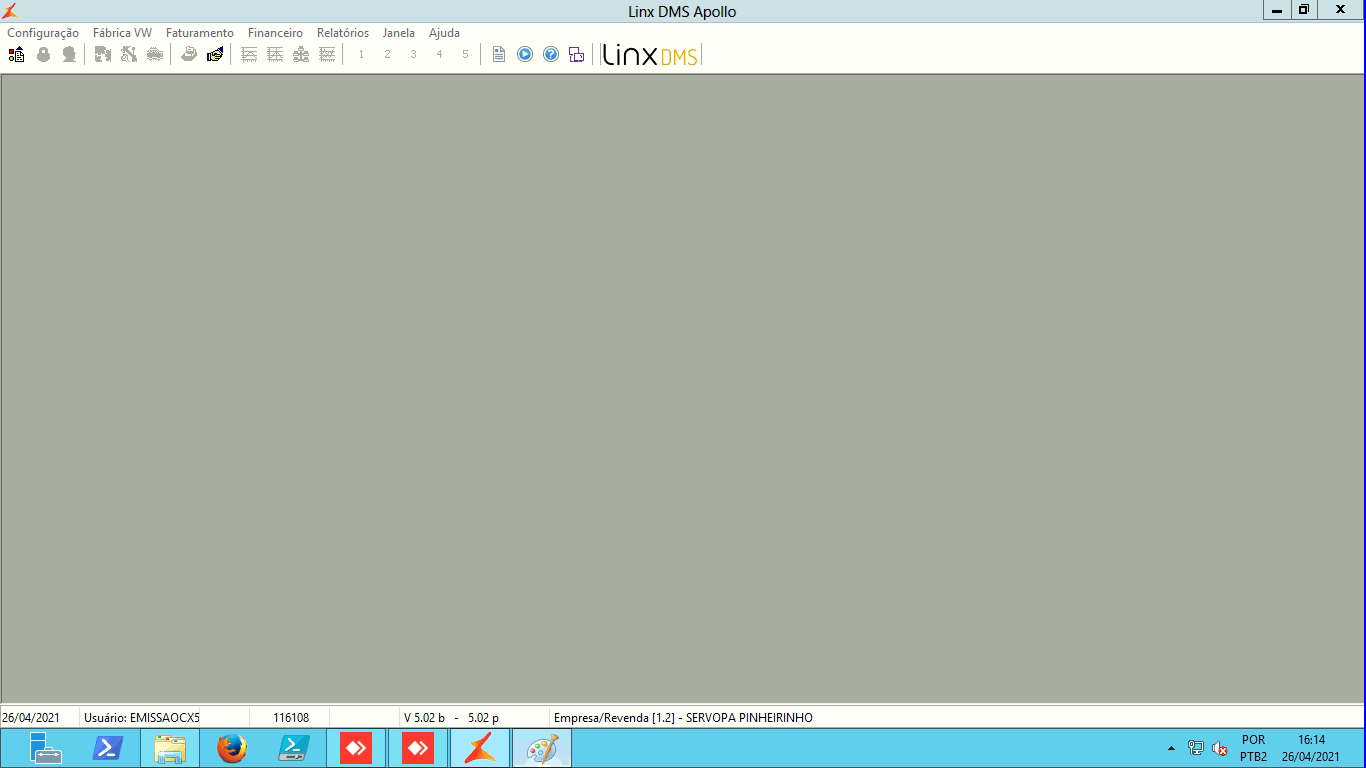 Linx DMS Apollo
Configuração Fábrica VW Faturamento Financeiro Relatórios Janela Ajuda
1 2 3 4 5 Linx DMS
26/04/2021 Usuário: EMISSAOCX5 116108 V 5.02 b - 5.02 p Empresa/Revenda [1.2] - SERVOPA PINHEIRINHO
POR 16:14
PTB2 26/04/2021